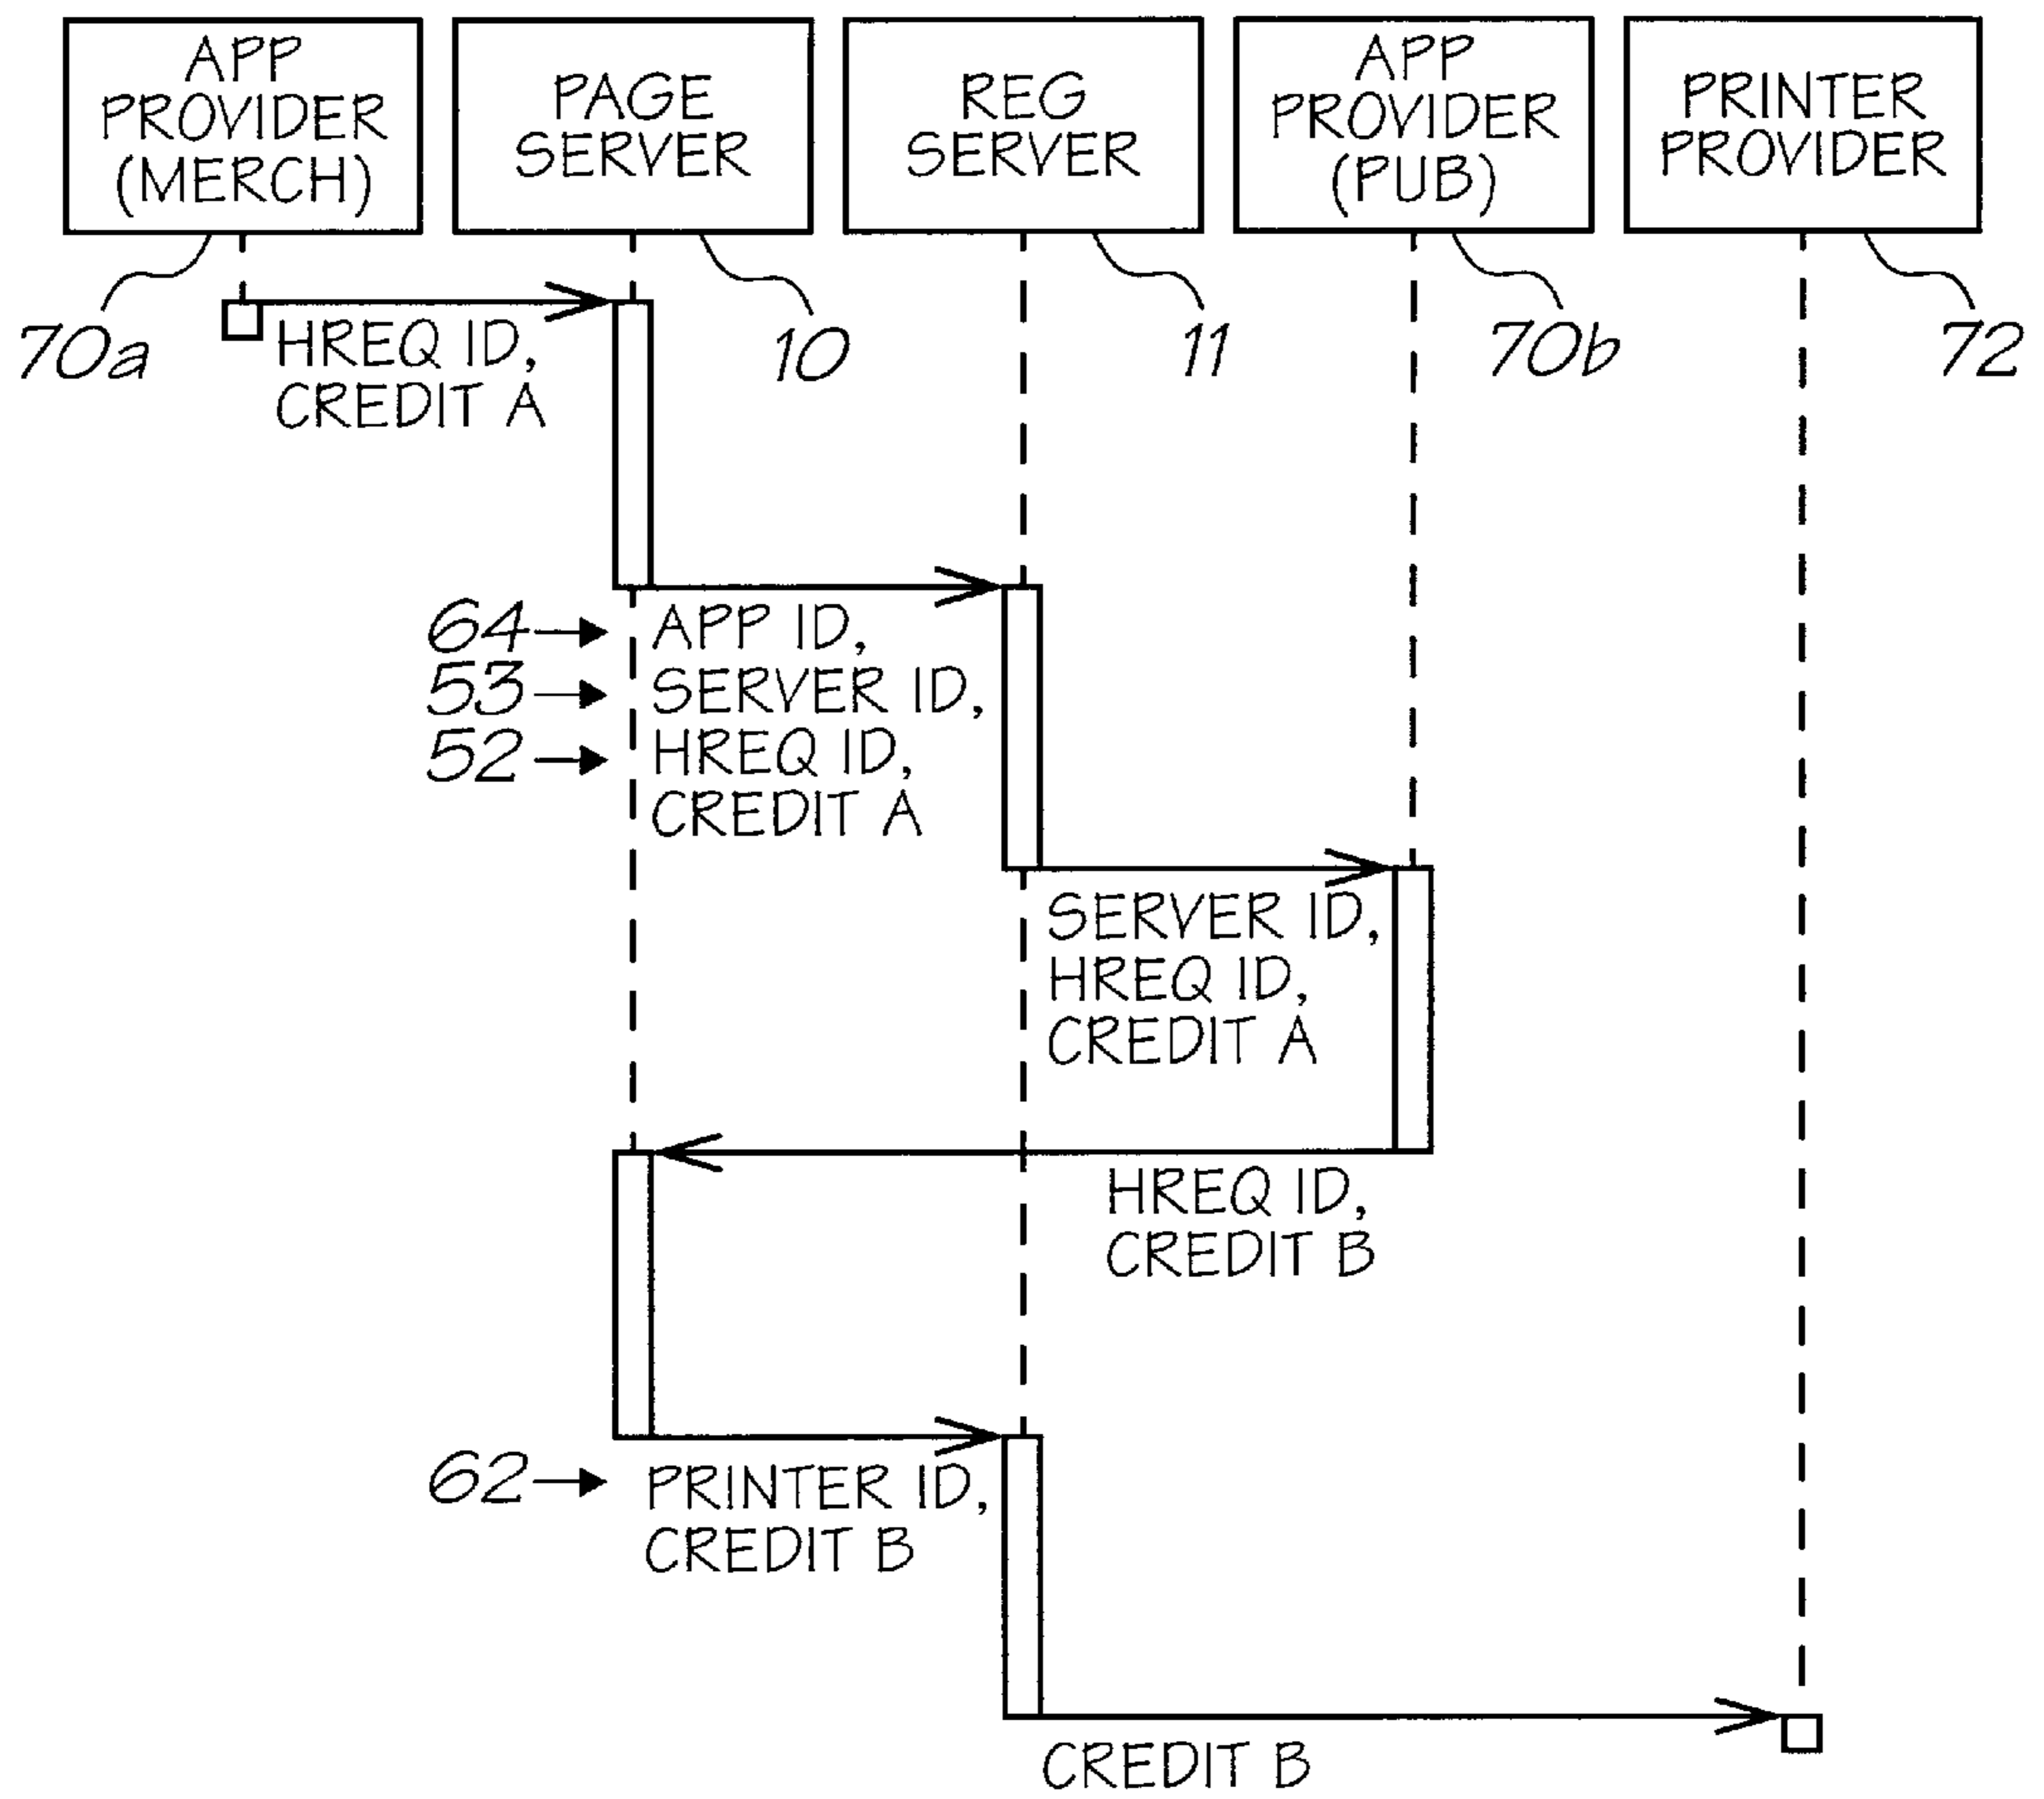 APP
PROVIDER
(MERCH)
PAGE
SERVER
REG
SERVER
APP
PROVIDER
(PUB)
PRINTER
PROVIDER
70a
10
11
70b
72
HREQ ID,
CREDIT A
64 APP ID,
53 SERVER ID,
52 HREQ ID,
CREDIT A
SERVER ID,
HREQ ID,
CREDIT A
HREQ ID,
CREDIT B
62 PRINTER ID,
CREDIT B
CREDIT B